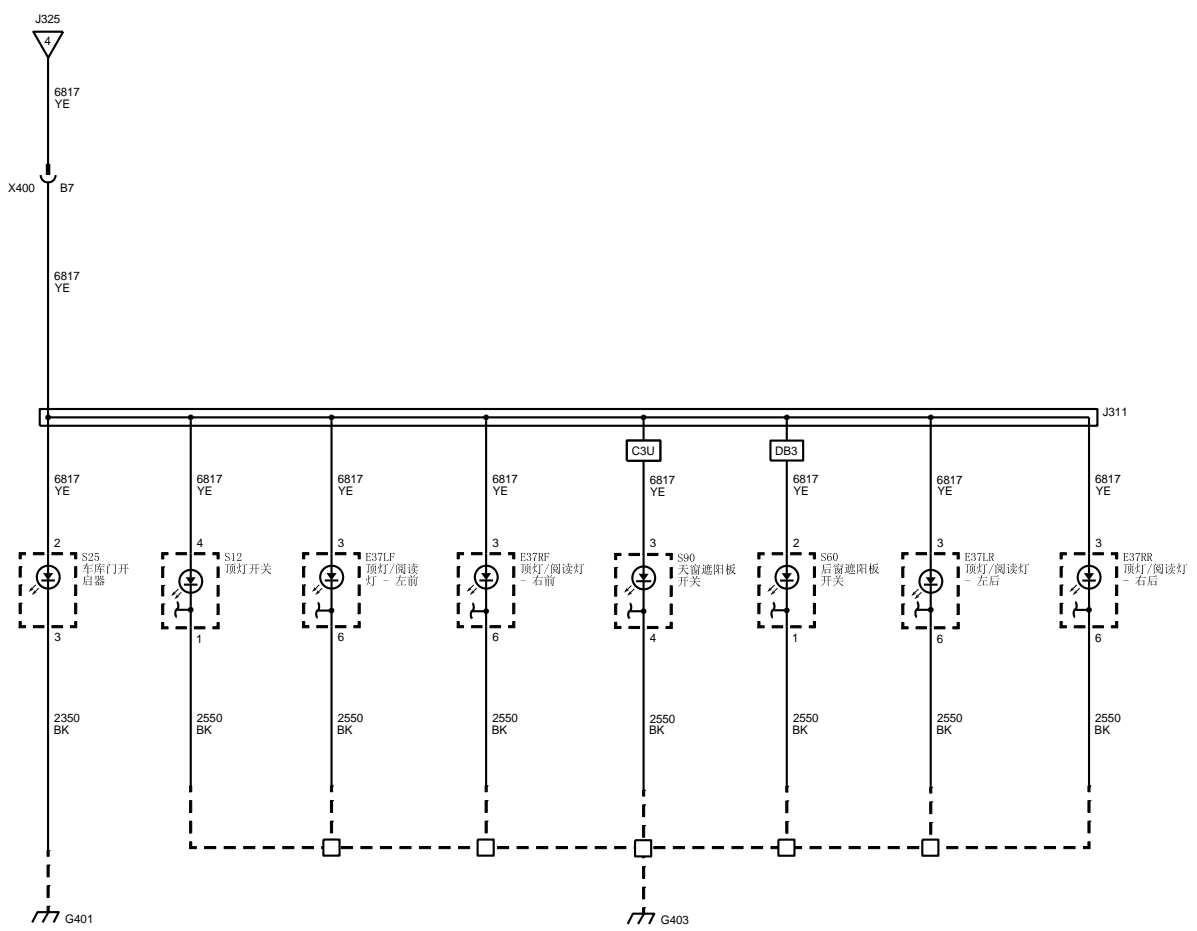 J325
4
6817
YE
X400 B7
6817
YE
J311
C3U DB3
6817 6817 6817 6817 6817 6817 6817 6817
YE YE YE YE YE YE YE YE
2 4 3 3 3 2 3 3
S25
车库门开
启器
S12
顶灯开关
E37LF
顶灯/阅读
灯 - 左前
E37RF
顶灯/阅读灯
- 右前
S90
天窗遮阳板
开关
S60
后窗遮阳板
开关
E37LR
顶灯/阅读灯
- 左后
E37RR
顶灯/阅读灯
- 右后
3 1 6 6 4 1 6 6
2350 2550 2550 2550 2550 2550 2550 2550
BK BK BK BK BK BK BK BK
G401 G403